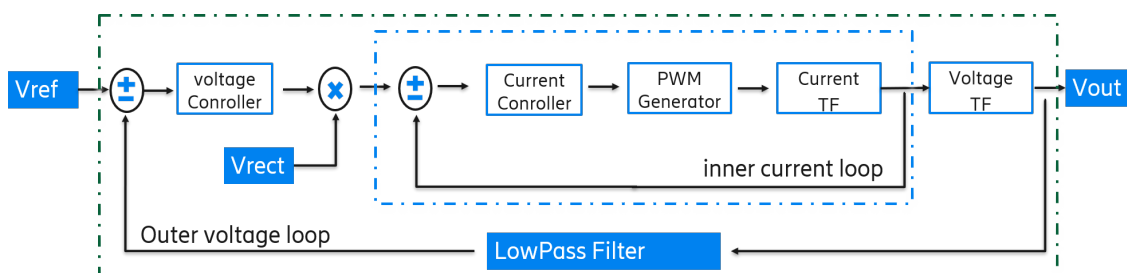 Vref
±
voltage
Conroller
×
±
Current
Conroller
PWM
Generator
Current
TF
Voltage
TF
Vout
Vrect
inner current loop
Outer voltage loop
LowPass Filter